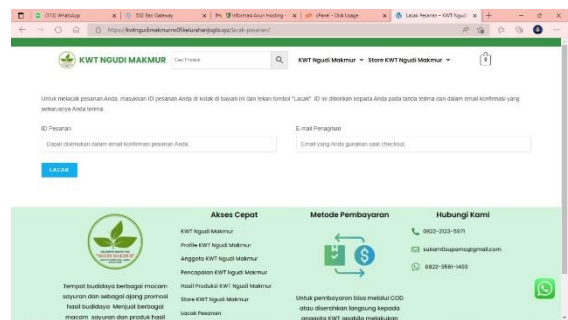 (113) WhatsApp
502 Bad Gateway
Informasi Akun Hosting -
cPanel - Disk Usage
Lacak Pesanan – KWT Ngudi
KWT NGUDI MAKMUR
Cari Produk
KWT Ngudi Makmur
Store KWT Ngudi Makmur
0
Untuk melacak pesanan Anda, masukkan ID pesanan Anda di kotak di bawah ini dan tekan tombol "Lacak". ID ini diberikan kepada Anda pada tanda terima dan dalam email konfirmasi yang
seharusnya Anda terima.
ID Pesanan
E-mail Penagihan
Dapat ditemukan dalam email konfirmasi pesanan Anda.
Email yang Anda gunakan saat checkout.
LACAK
Akses Cepat
Metode Pembayaran
Hubungi Kami
KWT Ngudi Makmur
Profile KWT Ngudi Makmur
Anggota KWT Ngudi Makmur
Pencapaian KWT Ngudi Makmur
Hasil Produksi KWT Ngudi Makmur
Store KWT Ngudi Makmur
Lacak Pesanan
0822-2123-5971
0822-3581-1493
Tempat budidaya berbagai macam
sayuran dan sebagai ajang promosi
hasil budidaya. Menjual berbagai
macam sayuran dan produk hasil
Untuk pembayaran bisa melalui COD
atau diserahkan langsung kepada
anggota KWT apabila melakukan